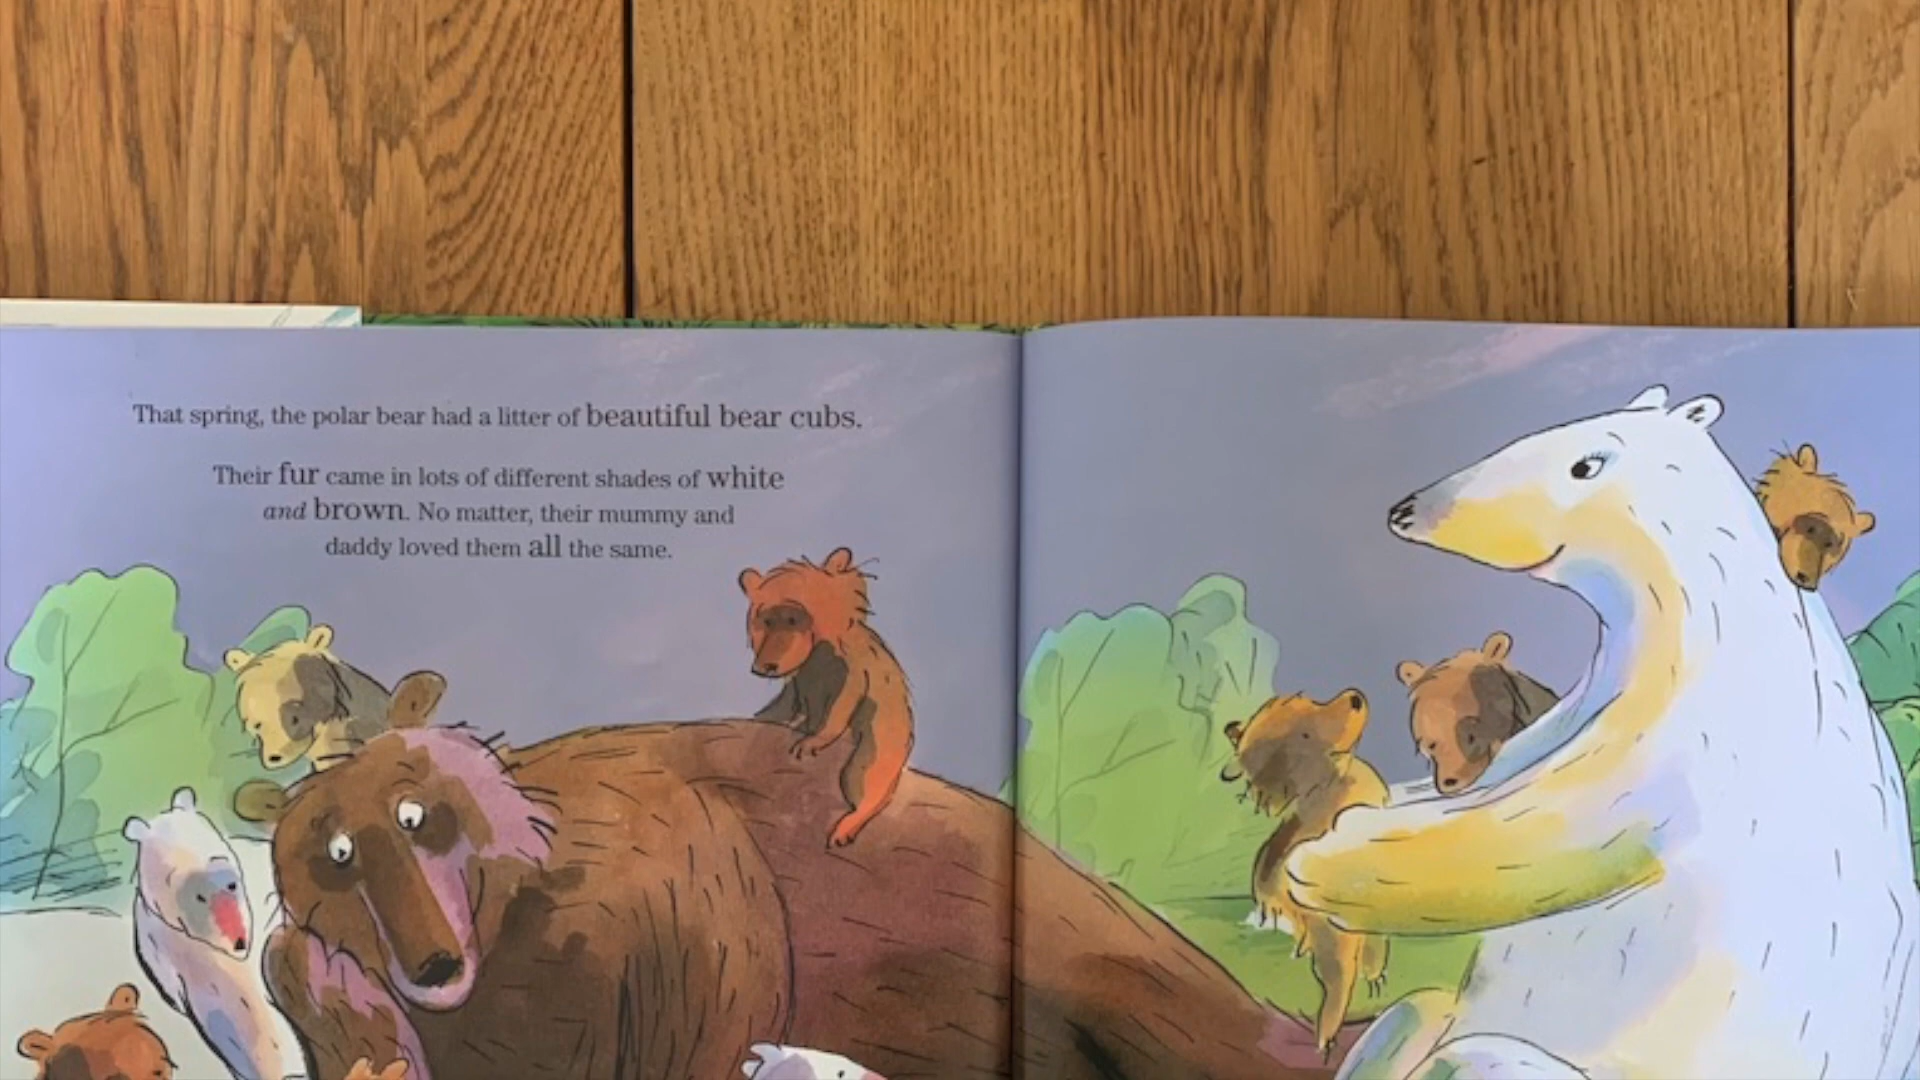 That spring, the polar bear had a litter of beautiful bear cubs.
Their fur came in lots of different shades of white
and brown. No matter, their mummy and
daddy loved them all the same.